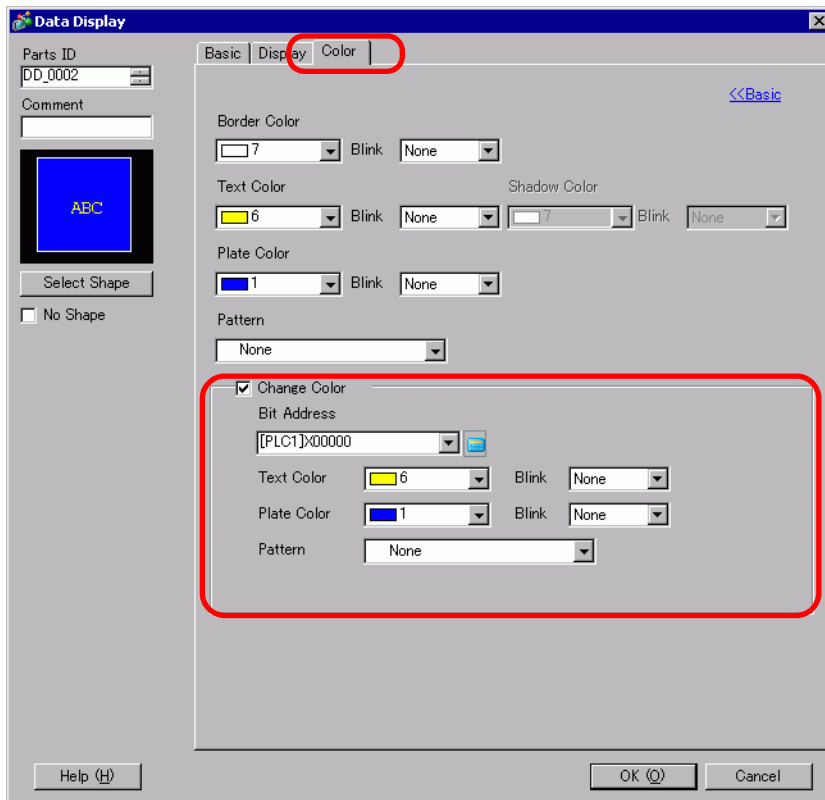 Data Display
Parts ID
DD_0002
Comment
ABC
Select Shape
No Shape
Basic Display Color
<<Basic
Border Color
7 Blink None
Text Color Shadow Color
6 Blink None 7 Blink None
Plate Color
1 Blink None
Pattern
None
Change Color
Bit Address
[PLC1]X00000
Text Color 6 Blink None
Plate Color 1 Blink None
Pattern None
Help (H) OK (O) Cancel